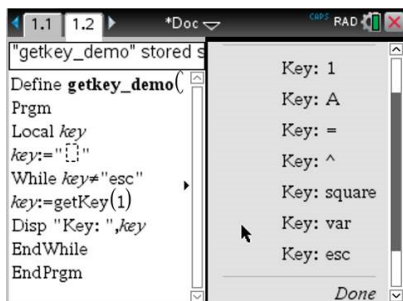 1.1 1.2 *Doc CAPS RAD
"getkey_demo" stored s
Define getkey_demo(
Prgm
Local key
key:=" "
While key≠"esc"
key:=getKey(1)
Disp "Key: ",key
EndWhile
EndPrgm
Key: 1
Key: A
Key: =
Key: ^
Key: square
Key: var
Key: esc
Done